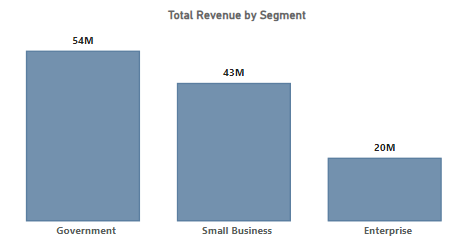 Total Revenue by Segment
54M
43M
20M
Government
Small Business
Enterprise